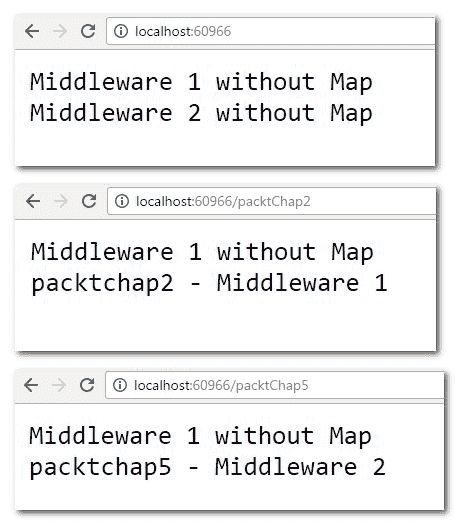 localhost:60966
Middleware 1 without Map
Middleware 2 without Map
localhost:60966/packtChap2
Middleware 1 without Map
packtchap2 - Middleware 1
localhost:60966/packtChap5
Middleware 1 without Map
packtchap5 - Middleware 2